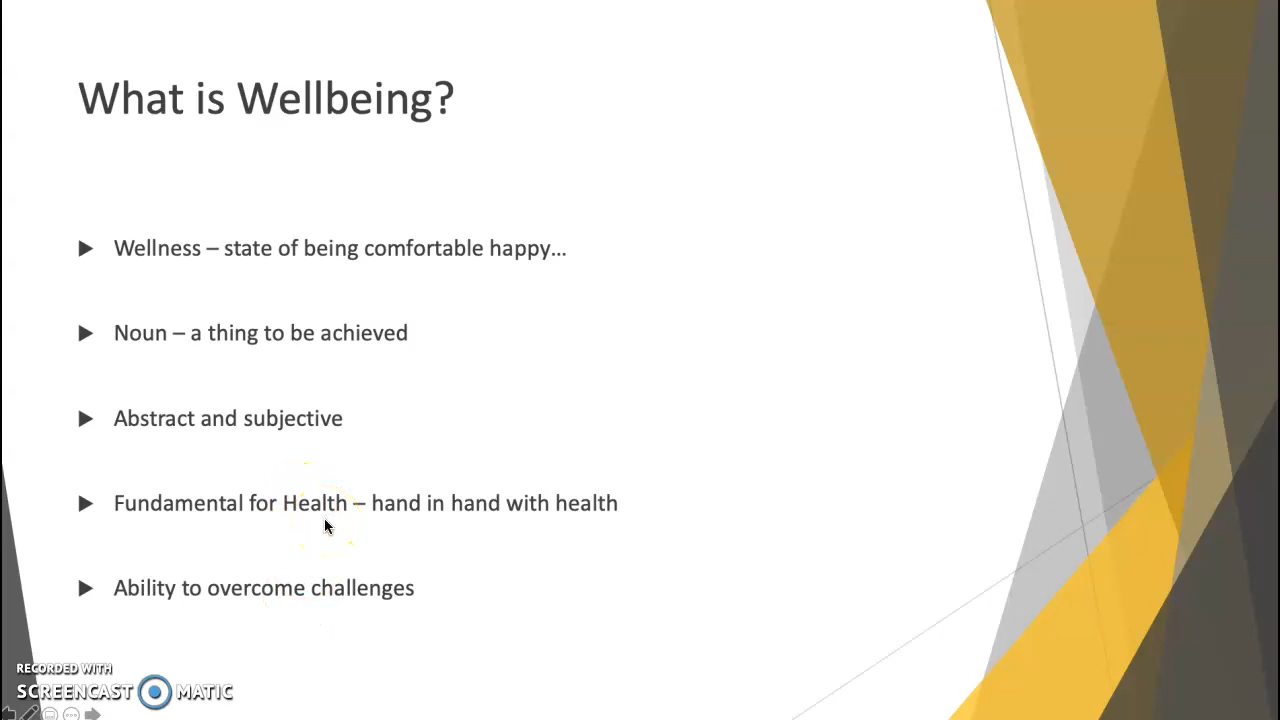 What is Wellbeing?
Wellness – state of being comfortable happy…
Noun – a thing to be achieved
Abstract and subjective
Fundamental for Health – hand in hand with health
Ability to overcome challenges
RECORDED WITH
SCREENCAST MATIC